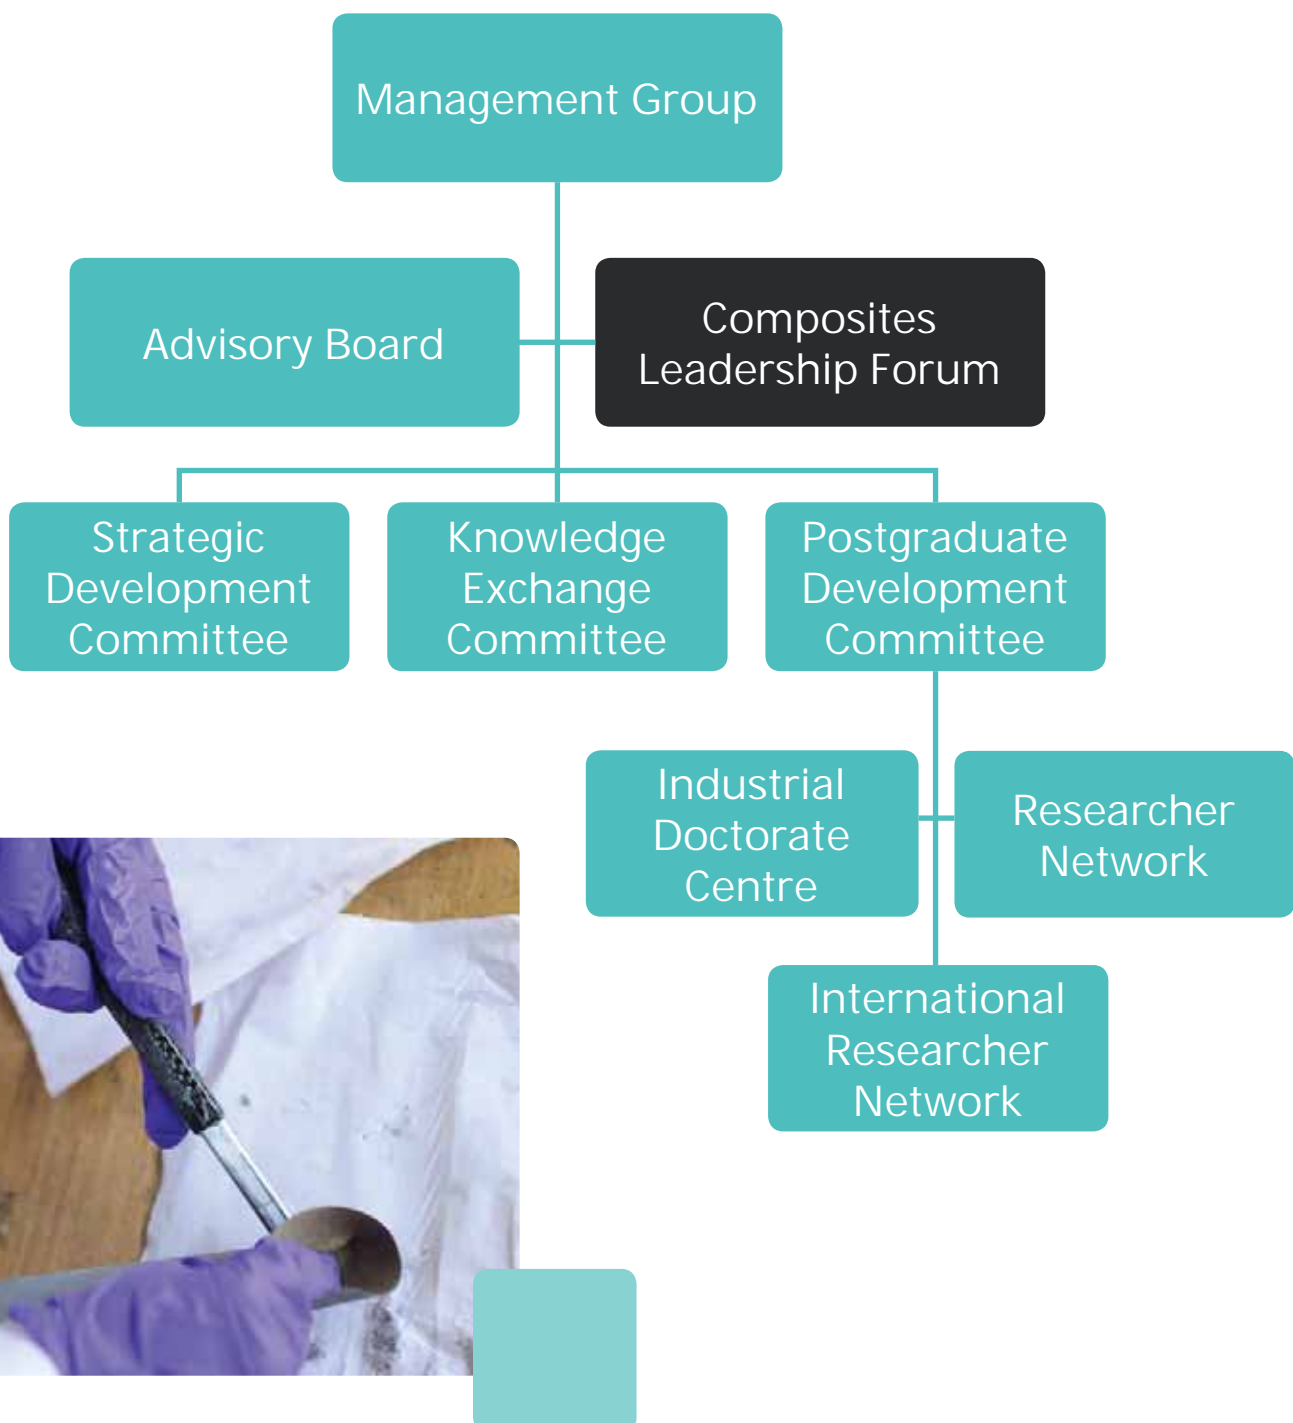 Management Group
Advisory Board
Composites
Leadership Forum
Strategic
Development
Committee
Knowledge
Exchange
Committee
Postgraduate
Development
Committee
Industrial
Doctorate
Centre
Researcher
Network
International
Researcher
Network